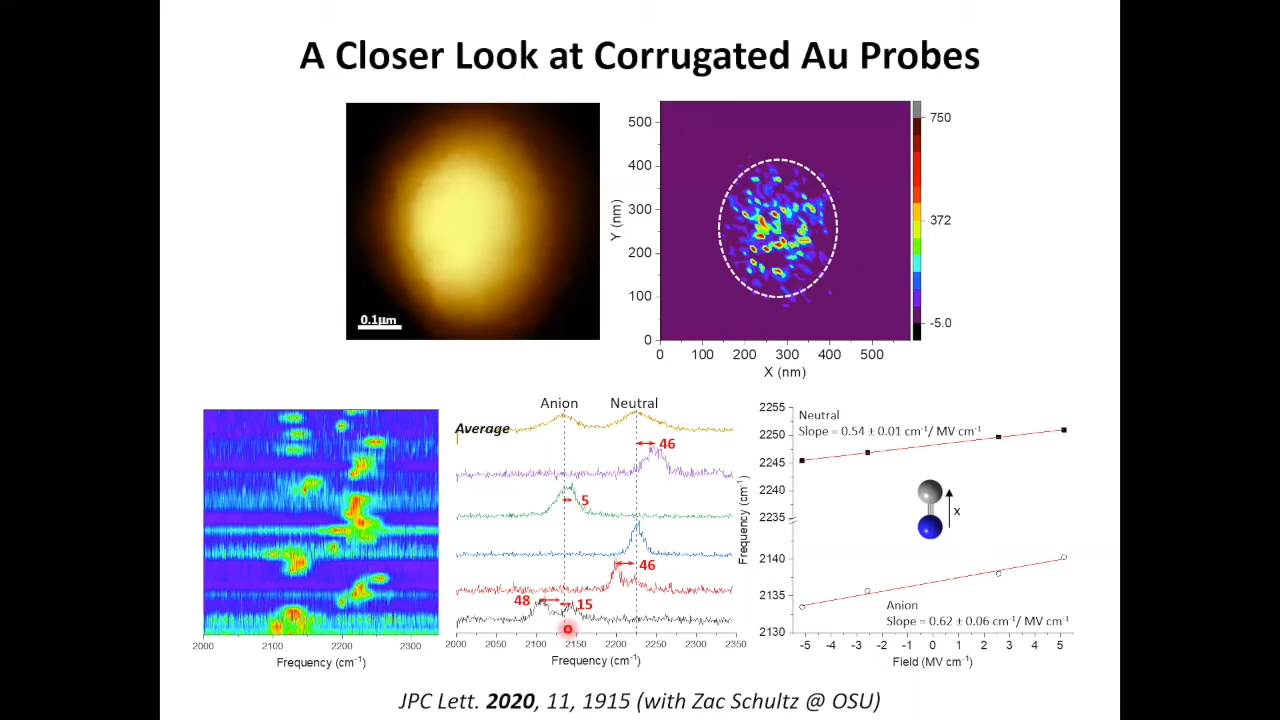 A Closer Look at Corrugated Au Probes
0.1µm
Y (nm)
500
400
300
200
100
0
0 100 200 300 400 500
X (nm)
750
372
-5.0
2000 2100 2200 2300
Frequency (cm⁻¹)
Anion Neutral
Average
46
5
46
48 15
2000 2050 2100 2150 2200 2250 2300 2350
Frequency (cm⁻¹)
Frequency (cm⁻¹)
2255
2250
2245
2240
2235
2140
2135
2130
Neutral
Slope = 0.54 ± 0.01 cm⁻¹/ MV cm⁻¹
x
Anion
Slope = 0.62 ± 0.06 cm⁻¹/ MV cm⁻¹
-5 -4 -3 -2 -1 0 1 2 3 4 5
Field (MV cm⁻¹)
JPC Lett. 2020, 11, 1915 (with Zac Schultz @ OSU)